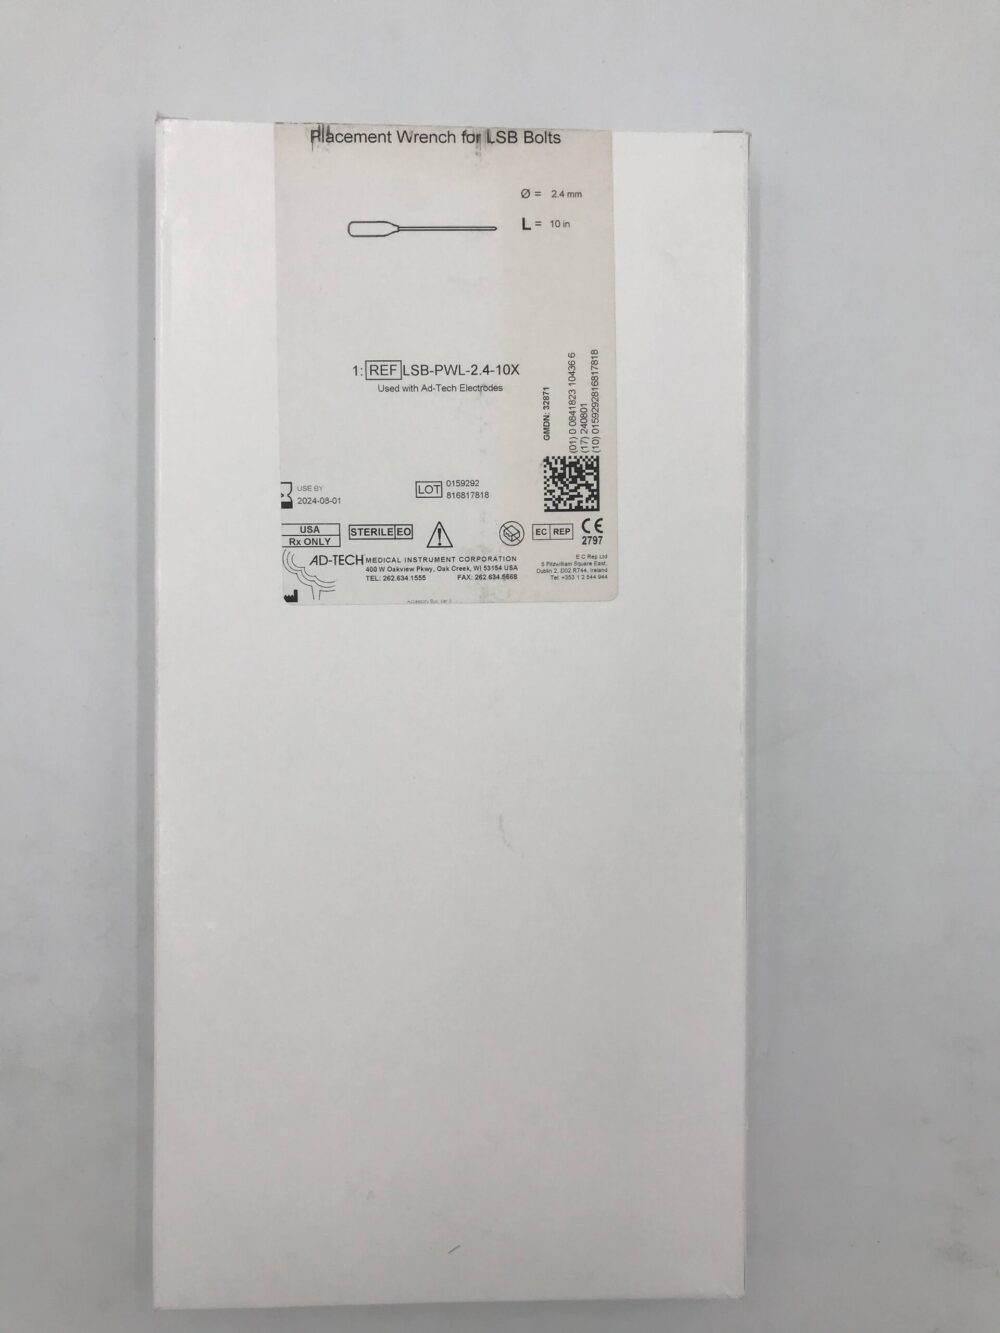 Placement Wrench for LSB Bolts
Ø = 2.4 mm
L = 10 in
1: REF LSB-PWL-2.4-10X
Used with Ad-Tech Electrodes
GMDN: 32871
(01) 0 0841823 10436 6
(17) 240801
(10) 0159292816817818
USE BY
2024-08-01
LOT 0159292
816817818
USA
Rx ONLY
STERILE EO
EC REP
CE
2797
AD-TECH MEDICAL INSTRUMENT CORPORATION
400 W Oakview Pkwy, Oak Creek, WI 53154 USA
TEL: 262.634.1555 FAX: 262.634.5668
E C Rep Ltd
5 Fitzwilliam Square East,
Dublin 2, D02 R744, Ireland
Tel: +353 1 2 544 944